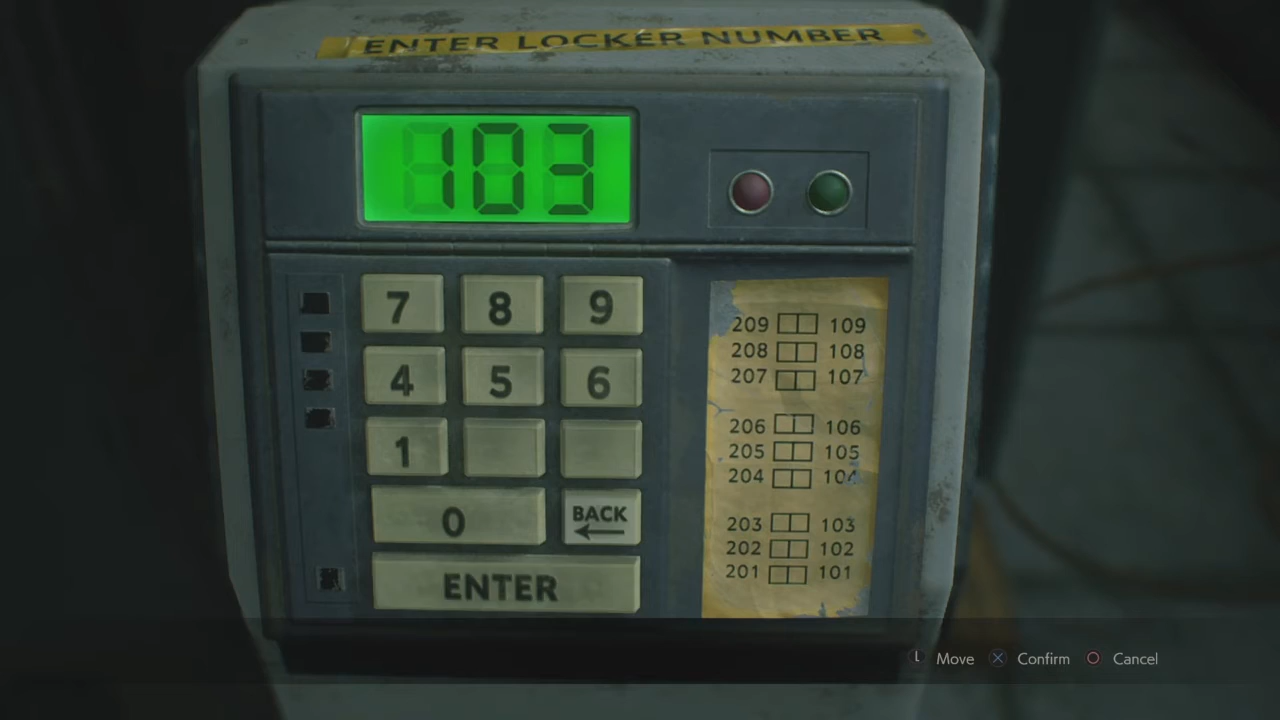 ENTER LOCKER NUMBER
103
7 8 9
4 5 6
1
0 BACK
ENTER
209 109
208 108
207 107
206 106
205 105
204 104
203 103
202 102
201 101
L Move Confirm Cancel